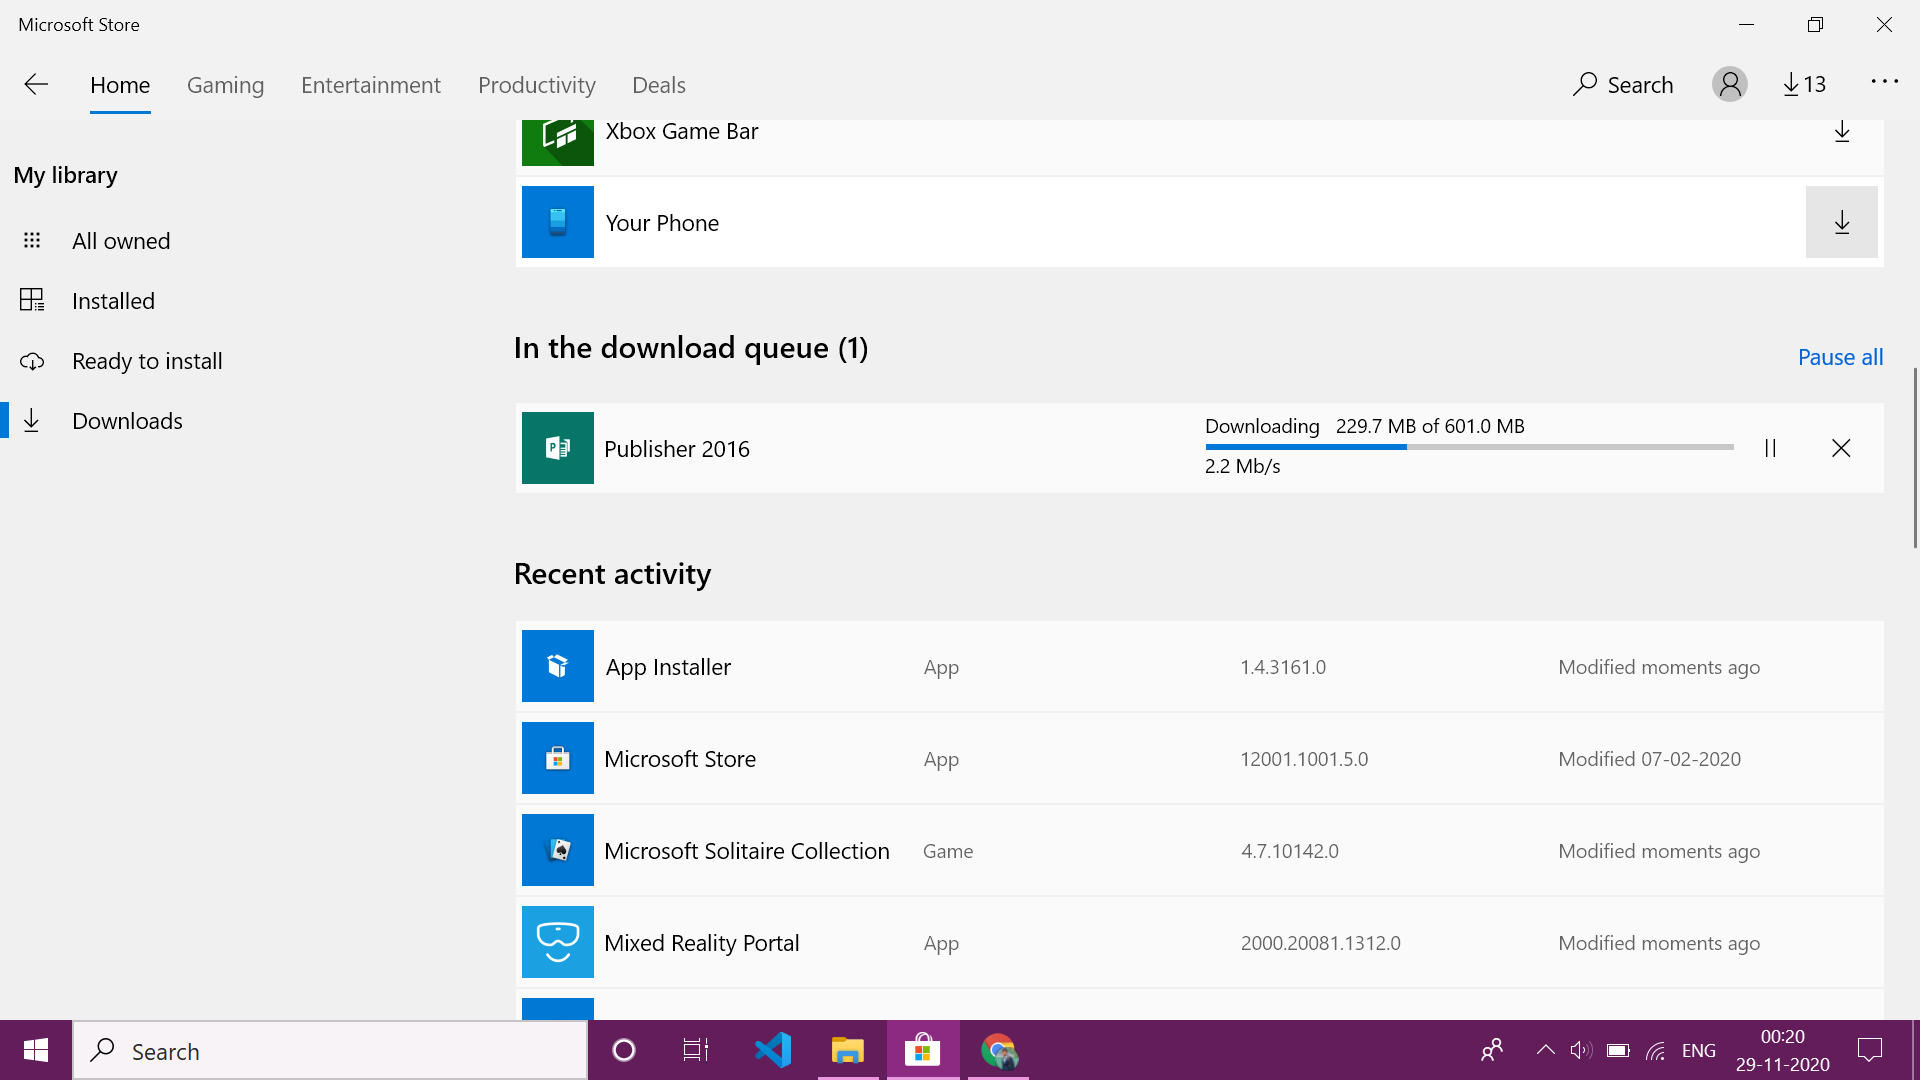 Microsoft Store
Home Gaming Entertainment Productivity Deals Search 13
My library
All owned
Installed
Ready to install
Downloads
Xbox Game Bar
Your Phone
In the download queue (1)
Pause all
Publisher 2016
Downloading 229.7 MB of 601.0 MB
2.2 Mb/s
Recent activity
App Installer App 1.4.3161.0 Modified moments ago
Microsoft Store App 12001.1001.5.0 Modified 07-02-2020
Microsoft Solitaire Collection Game 4.7.10142.0 Modified moments ago
Mixed Reality Portal App 2000.20081.1312.0 Modified moments ago
Search
ENG
00:20
29-11-2020